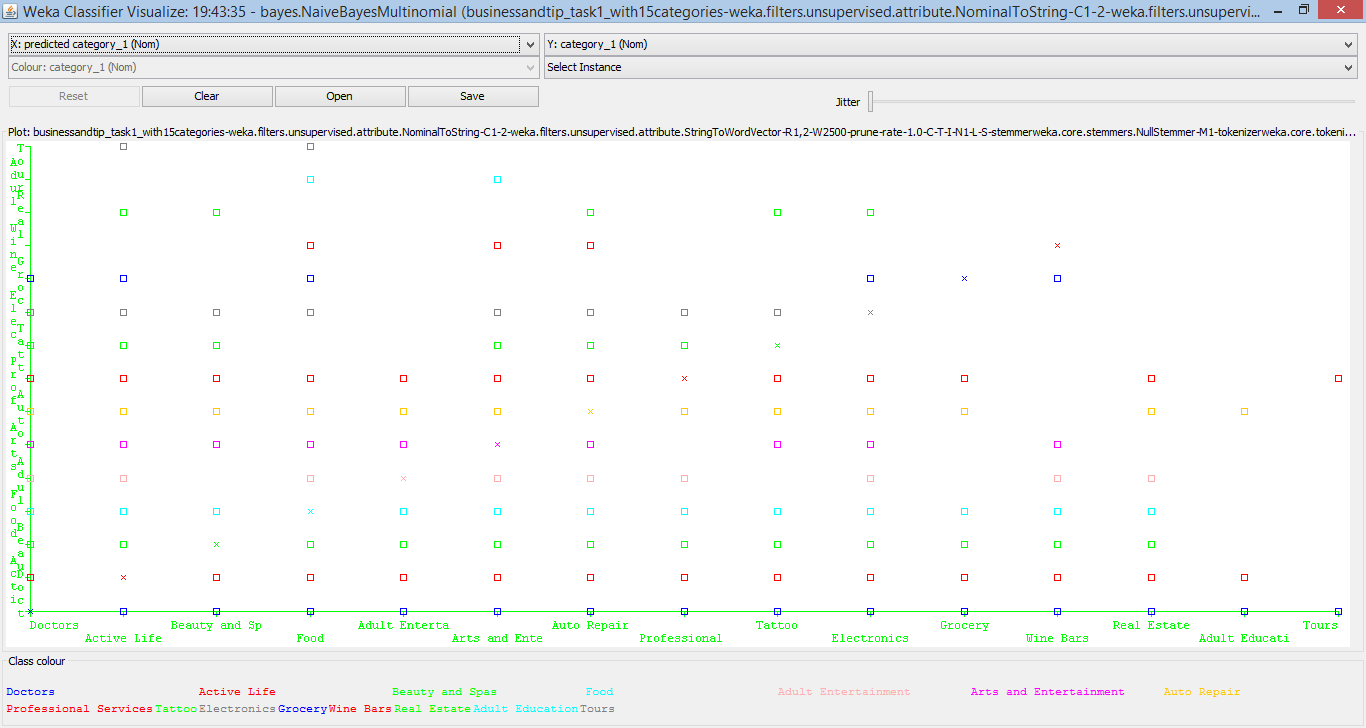 Weka Classifier Visualize: 19:43:35 - bayes.NaiveBayesMultinomial (businessandtip_task1_with15categories-weka.filters.unsupervised.attribute.NominalToString-C1-2-weka.filters.unsupervi...
X: predicted category_1 (Nom) Y: category_1 (Nom)
Colour: category_1 (Nom) Select Instance
Reset Clear Open Save Jitter
Plot: businessandtip_task1_with15categories-weka.filters.unsupervised.attribute.NominalToString-C1-2-weka.filters.unsupervised.attribute.StringToWordVector-R1,2-W2500-prune-rate-1.0-C-T-I-N1-L-S-stemmerweka.core.stemmers.NullStemmer-M1-tokenizerweka.core.tokeni...
Doctors Beauty and Sp Adult Enterta Auto Repair Tattoo Grocery Real Estate Tours
Active Life Food Arts and Ente Professional Electronics Wine Bars Adult Educati
Class colour
Doctors Active Life Beauty and Spas Food Adult Entertainment Arts and Entertainment Auto Repair
Professional Services Tattoo Electronics Grocery Wine Bars Real Estate Adult Education Tours